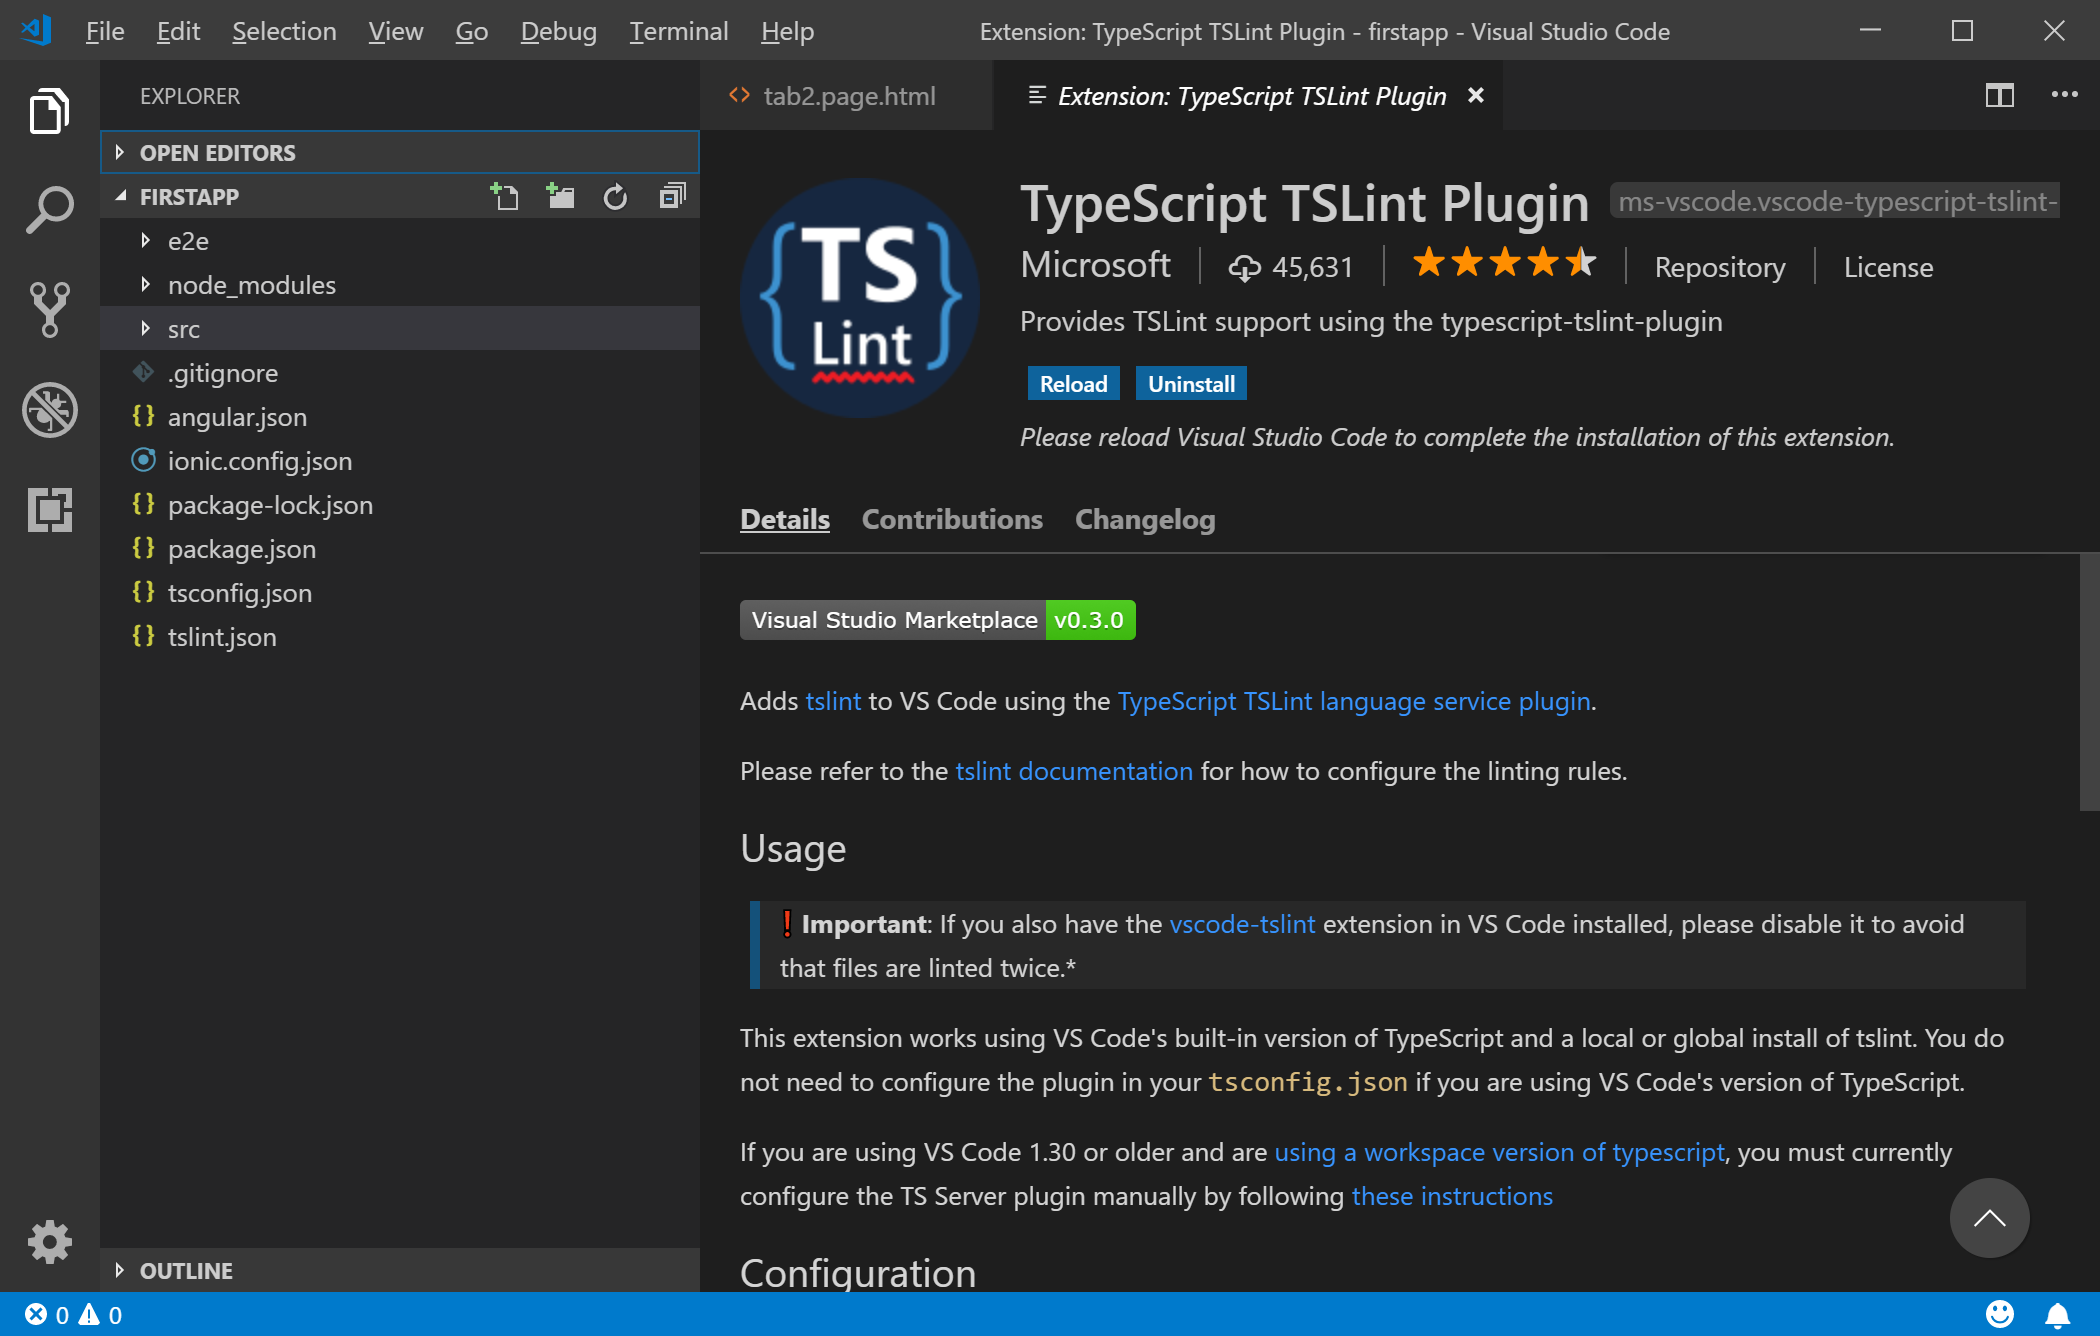 File Edit Selection View Go Debug Terminal Help
Extension: TypeScript TSLint Plugin - firstapp - Visual Studio Code
EXPLORER
OPEN EDITORS
FIRSTAPP
e2e
node_modules
src
.gitignore
angular.json
ionic.config.json
package-lock.json
package.json
tsconfig.json
tslint.json
OUTLINE
tab2.page.html
Extension: TypeScript TSLint Plugin
{TS}
Lint
TypeScript TSLint Plugin ms-vscode.vscode-typescript-tslint-
Microsoft 45,631 Repository License
Provides TSLint support using the typescript-tslint-plugin
Reload Uninstall
Please reload Visual Studio Code to complete the installation of this extension.
Details Contributions Changelog
Visual Studio Marketplace v0.3.0
Adds tslint to VS Code using the TypeScript TSLint language service plugin.
Please refer to the tslint documentation for how to configure the linting rules.
Usage
❗Important: If you also have the vscode-tslint extension in VS Code installed, please disable it to avoid
that files are linted twice.*
This extension works using VS Code's built-in version of TypeScript and a local or global install of tslint. You do
not need to configure the plugin in your tsconfig.json if you are using VS Code's version of TypeScript.
If you are using VS Code 1.30 or older and are using a workspace version of typescript, you must currently
configure the TS Server plugin manually by following these instructions
Configuration
0 0